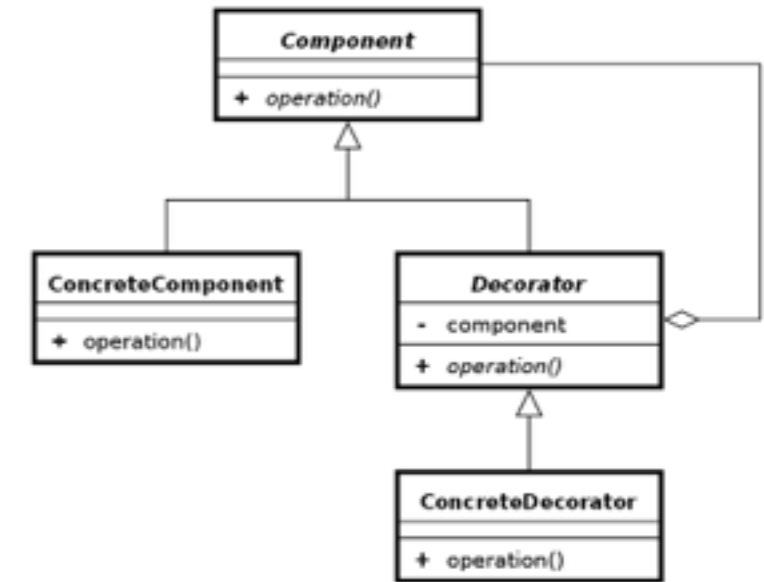 Component
+ operation()
ConcreteComponent
+ operation()
Decorator
- component
+ operation()
ConcreteDecorator
+ operation()